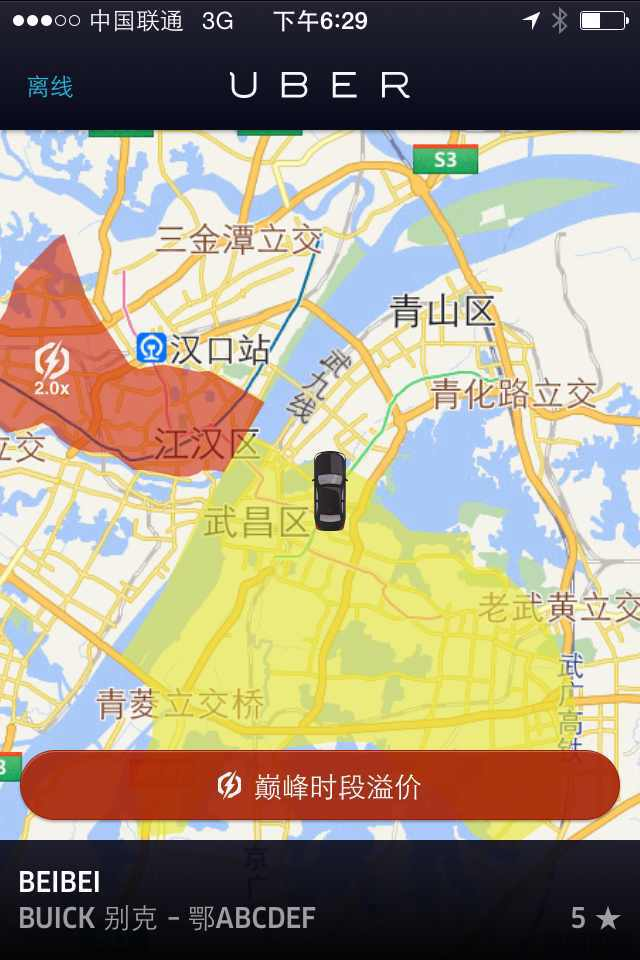 中国联通 3G 下午6:29
离线 UBER
S3
三金潭立交
青山区
汉口站
武九线
2.0x
青化路立交
立交
江汉区
武昌区
老武黄立交
武广高铁
青菱立交桥
3
巅峰时段溢价
京广
BEIBEI
BUICK 别克 - 鄂ABCDEF 5 ★